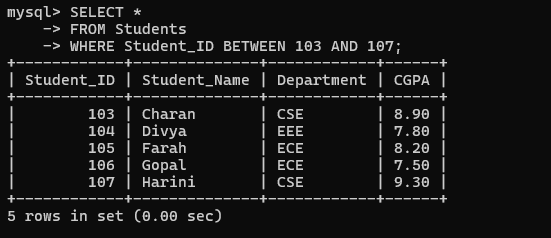 mysql> SELECT *
    -> FROM Students
    -> WHERE Student_ID BETWEEN 103 AND 107;
+------------+--------------+------------+------+
| Student_ID | Student_Name | Department | CGPA |
+------------+--------------+------------+------+
|        103 | Charan       | CSE        | 8.90 |
|        104 | Divya        | EEE        | 7.80 |
|        105 | Farah        | ECE        | 8.20 |
|        106 | Gopal        | ECE        | 7.50 |
|        107 | Harini       | CSE        | 9.30 |
+------------+--------------+------------+------+
5 rows in set (0.00 sec)